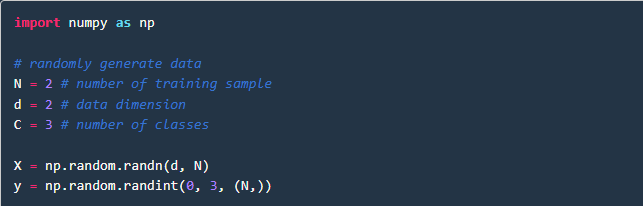 import numpy as np
# randomly generate data
N = 2 # number of training sample
d = 2 # data dimension
C = 3 # number of classes
X = np.random.randn(d, N)
y = np.random.randint(0, 3, (N,))